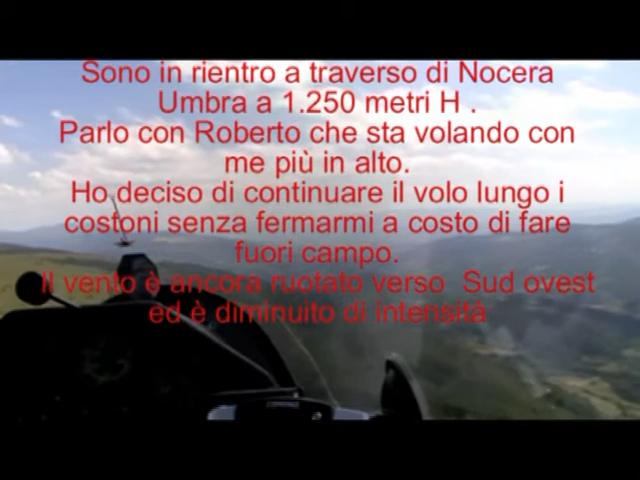 Sono in rientro a traverso di Nocera
Umbra a 1.250 metri H .
Parlo con Roberto che sta volando con
me più in alto.
Ho deciso di continuare il volo lungo i
costoni senza fermarmi a costo di fare
fuori campo.
Il vento è ancora ruotato verso Sud ovest
ed è diminuito di intensità